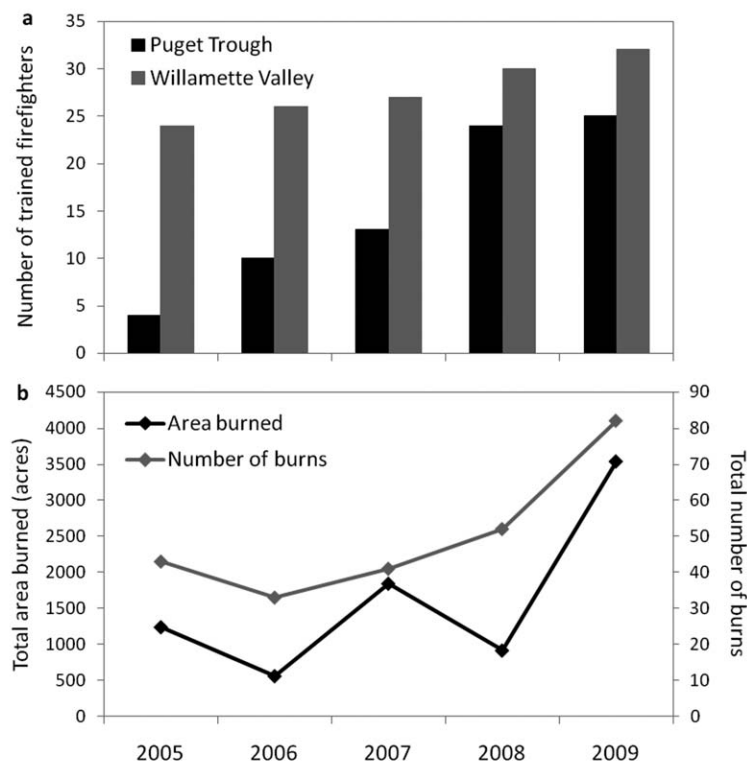 a
Number of trained firefighters
35
30
25
20
15
10
5
0
Puget Trough
Willamette Valley
b
Total area burned (acres)
4500
4000
3500
3000
2500
2000
1500
1000
500
0
Area burned
Number of burns
90
80
70
60
50
40
30
20
10
0
Total number
of burns
2005 2006 2007 2008 2009